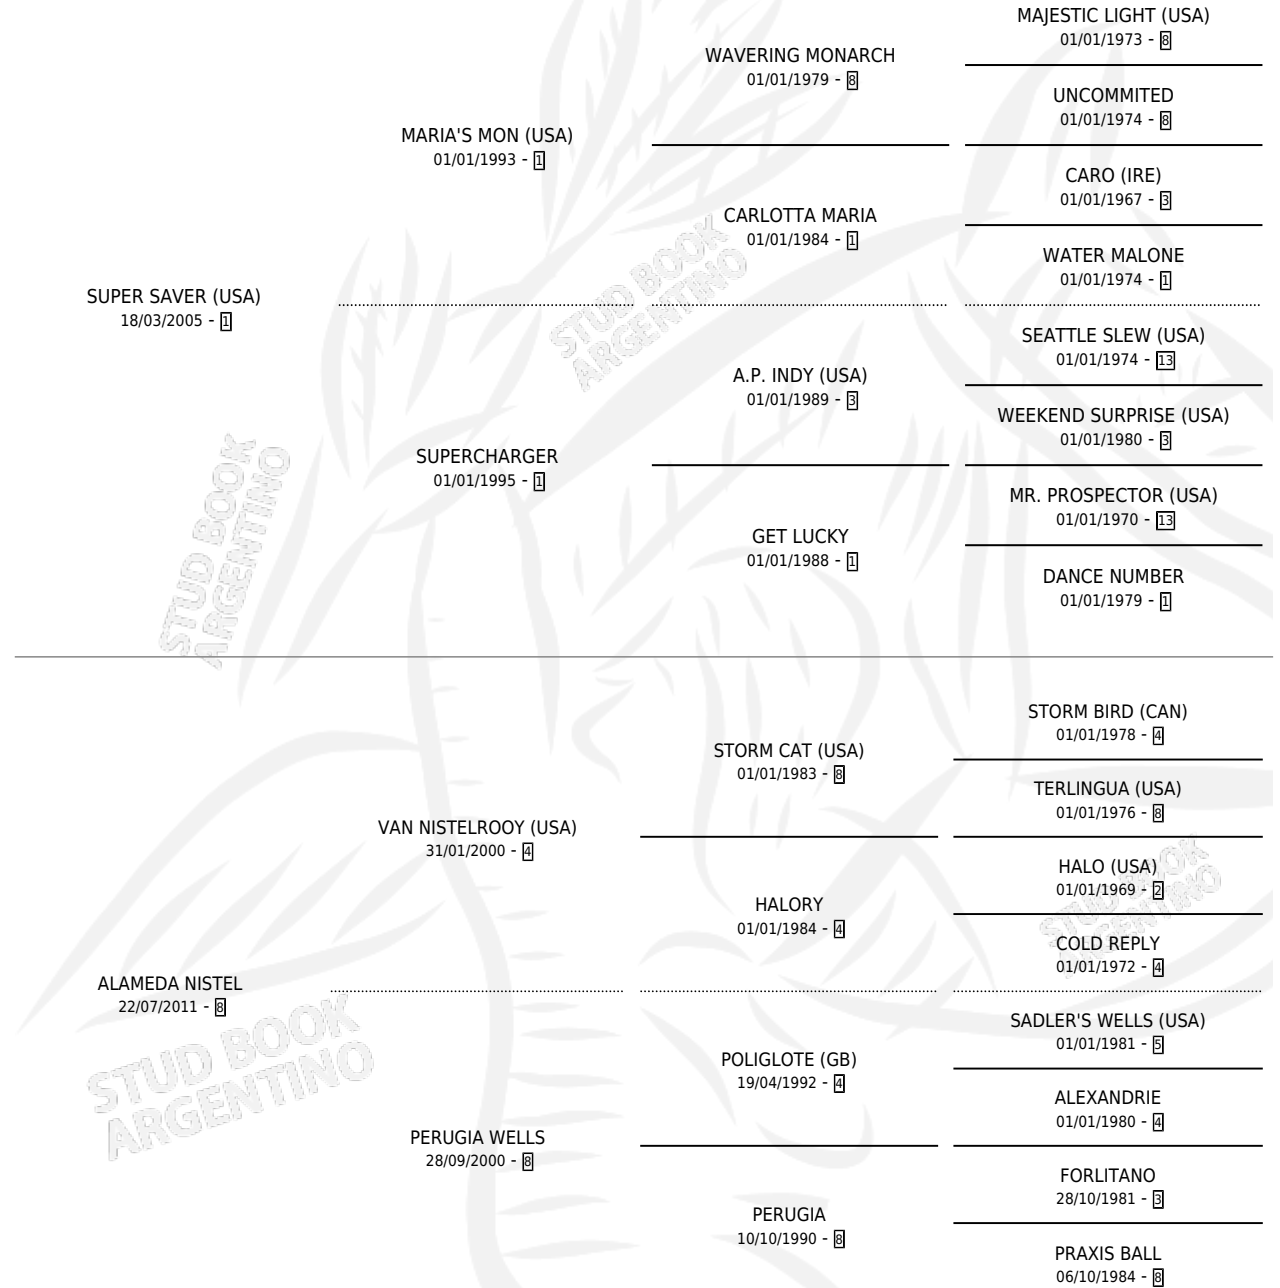 MAJESTIC LIGHT (USA)
01/01/1973 - 8
WAVERING MONARCH
01/01/1979 - 8
UNCOMMITED
01/01/1974 - 8
MARIA'S MON (USA)
01/01/1993 - 1
CARO (IRE)
01/01/1967 - 3
CARLOTTA MARIA
01/01/1984 - 1
WATER MALONE
01/01/1974 - 1
SUPER SAVER (USA)
18/03/2005 - 1
STUD BOOK
ARGENTINO
SEATTLE SLEW (USA)
01/01/1974 - 13
A.P. INDY (USA)
01/01/1989 - 3
WEEKEND SURPRISE (USA)
01/01/1980 - 3
SUPERCHARGER
01/01/1995 - 1
MR. PROSPECTOR (USA)
01/01/1970 - 13
GET LUCKY
01/01/1988 - 1
DANCE NUMBER
01/01/1979 - 1
STUD BOOK
ARGENTINO
STORM BIRD (CAN)
01/01/1978 - 4
STORM CAT (USA)
01/01/1983 - 8
TERLINGUA (USA)
01/01/1976 - 8
VAN NISTELROOY (USA)
31/01/2000 - 4
HALO (USA)
01/01/1969 - 2
HALORY
01/01/1984 - 4
COLD REPLY
01/01/1972 - 4
STUD BOOK
ARGENTINO
ALAMEDA NISTEL
22/07/2011 - 8
SADLER'S WELLS (USA)
01/01/1981 - 5
POLIGLOTE (GB)
19/04/1992 - 4
ALEXANDRIE
01/01/1980 - 4
STUD BOOK
ARGENTINO
PERUGIA WELLS
28/09/2000 - 8
FORLITANO
28/10/1981 - 3
PERUGIA
10/10/1990 - 8
PRAXIS BALL
06/10/1984 - 8